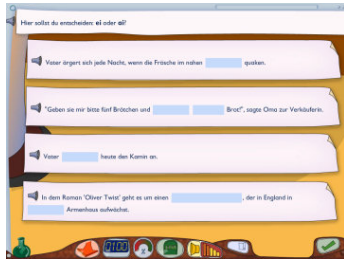 Hier sollst du entscheiden: ei oder ai?
Vater ärgert sich jede Nacht, wenn die Frösche im nahen quaken.
"Geben sie mir bitte fünf Brötchen und Brot!", sagte Oma zur Verkäuferin.
Vater heute den Kamin an.
In dem Roman 'Oliver Twist' geht es um einen , der in England in
Armenhaus aufwächst.